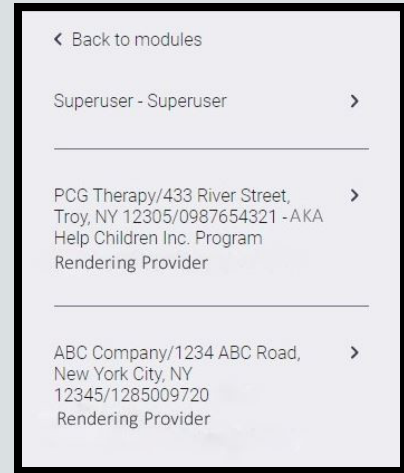 Back to modules
Superuser - Superuser
PCG Therapy/433 River Street,
Troy, NY 12305/0987654321 - AKA
Help Children Inc. Program
Rendering Provider
ABC Company/1234 ABC Road,
New York City, NY
12345/1285009720
Rendering Provider